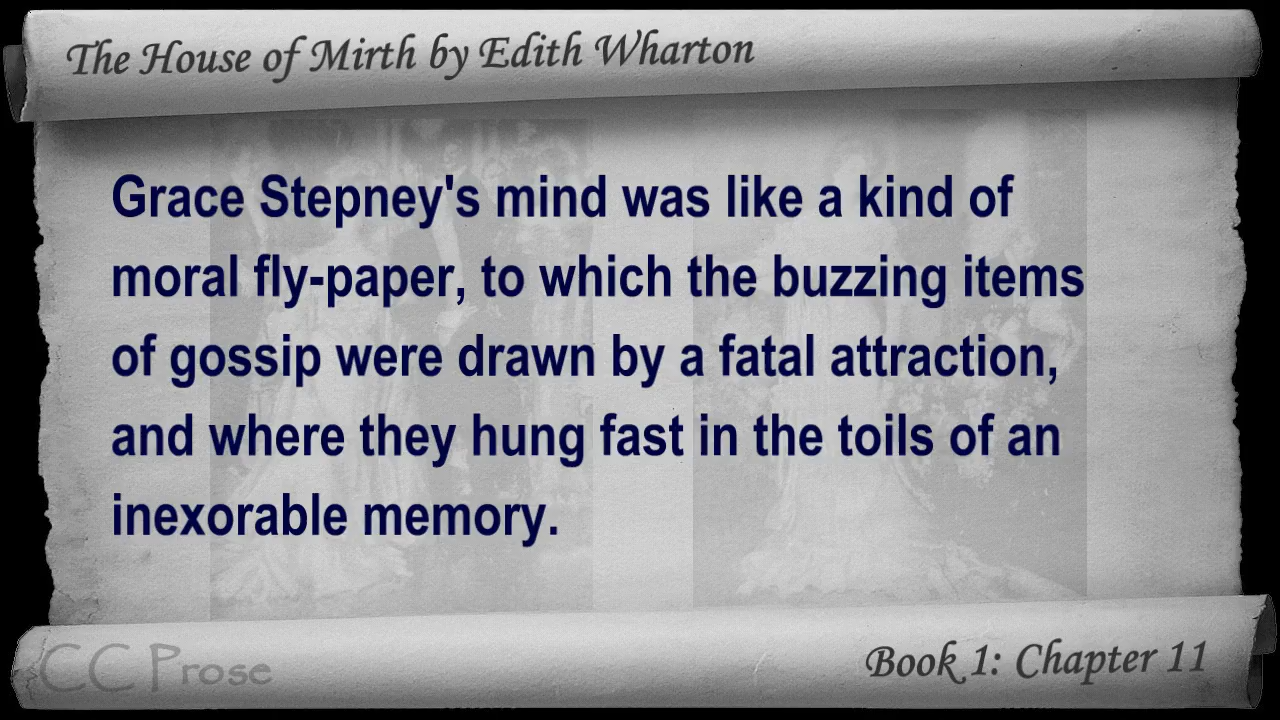 The House of Mirth by Edith Wharton
Grace Stepney's mind was like a kind of
moral fly-paper, to which the buzzing items
of gossip were drawn by a fatal attraction,
and where they hung fast in the toils of an
inexorable memory.
CC Prose
Book 1: Chapter 11